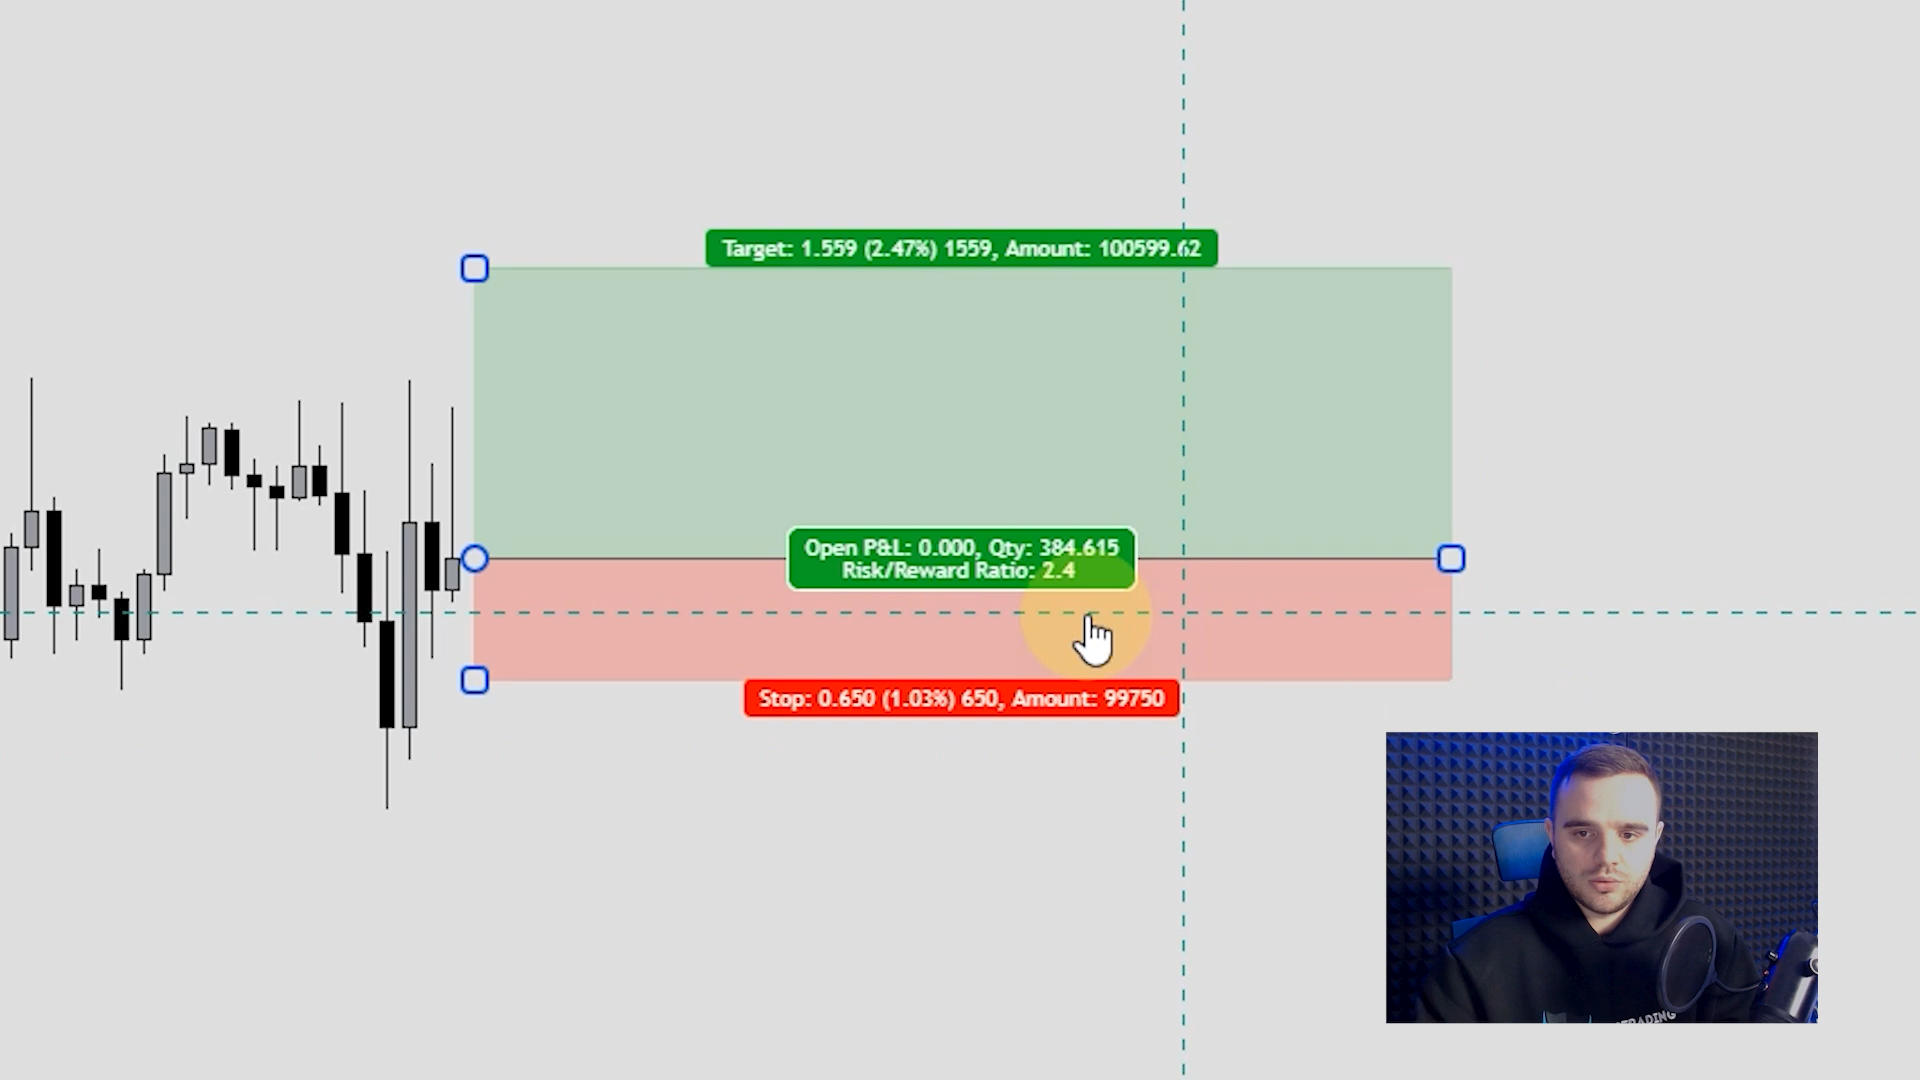 Target: 1.559 (2.47%) 1559, Amount: 100599.62
Open P&L: 0.000, Qty: 384.615
Risk/Reward Ratio: 2.4
Stop: 0.650 (1.03%) 650, Amount: 99750